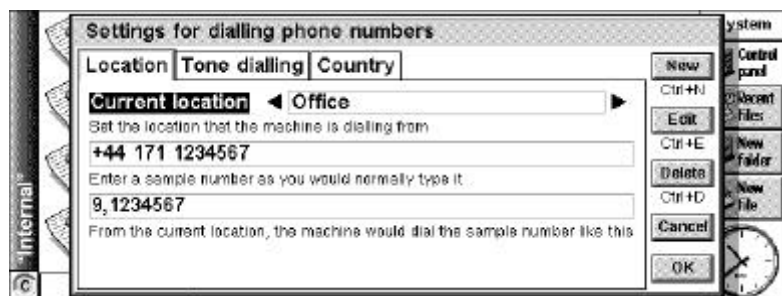 Settings for dialling phone numbers
Location Tone dialling Country
Current location Office
Set the location that the machine is dialling from
+44 171 1234567
Enter a sample number as you would normally type it
9,1234567
From the current location, the machine would dial the sample number like this
New
Ctrl+N
Edit
Ctrl+E
Delete
Ctrl+D
Cancel
OK
ystem
Control
panel
Recent
Files
New
folder
New
File
"Internal"
C